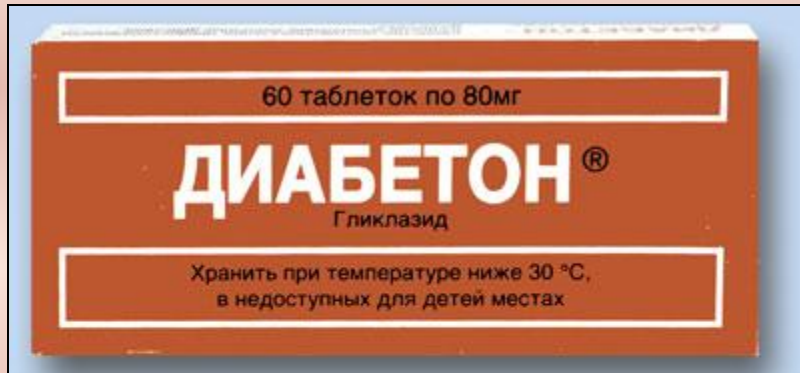 60 таблеток по 80мг
ДИАБЕТОН®
Гликлазид
Хранить при температуре ниже 30 °С,
в недоступных для детей местах